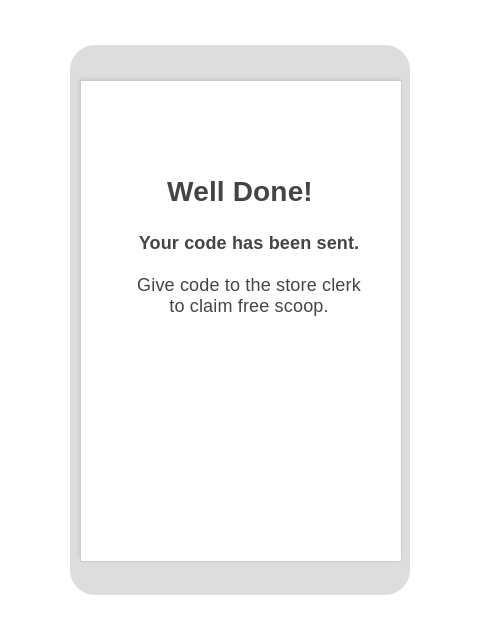 Well Done!
Your code has been sent.
Give code to the store clerk
to claim free scoop.